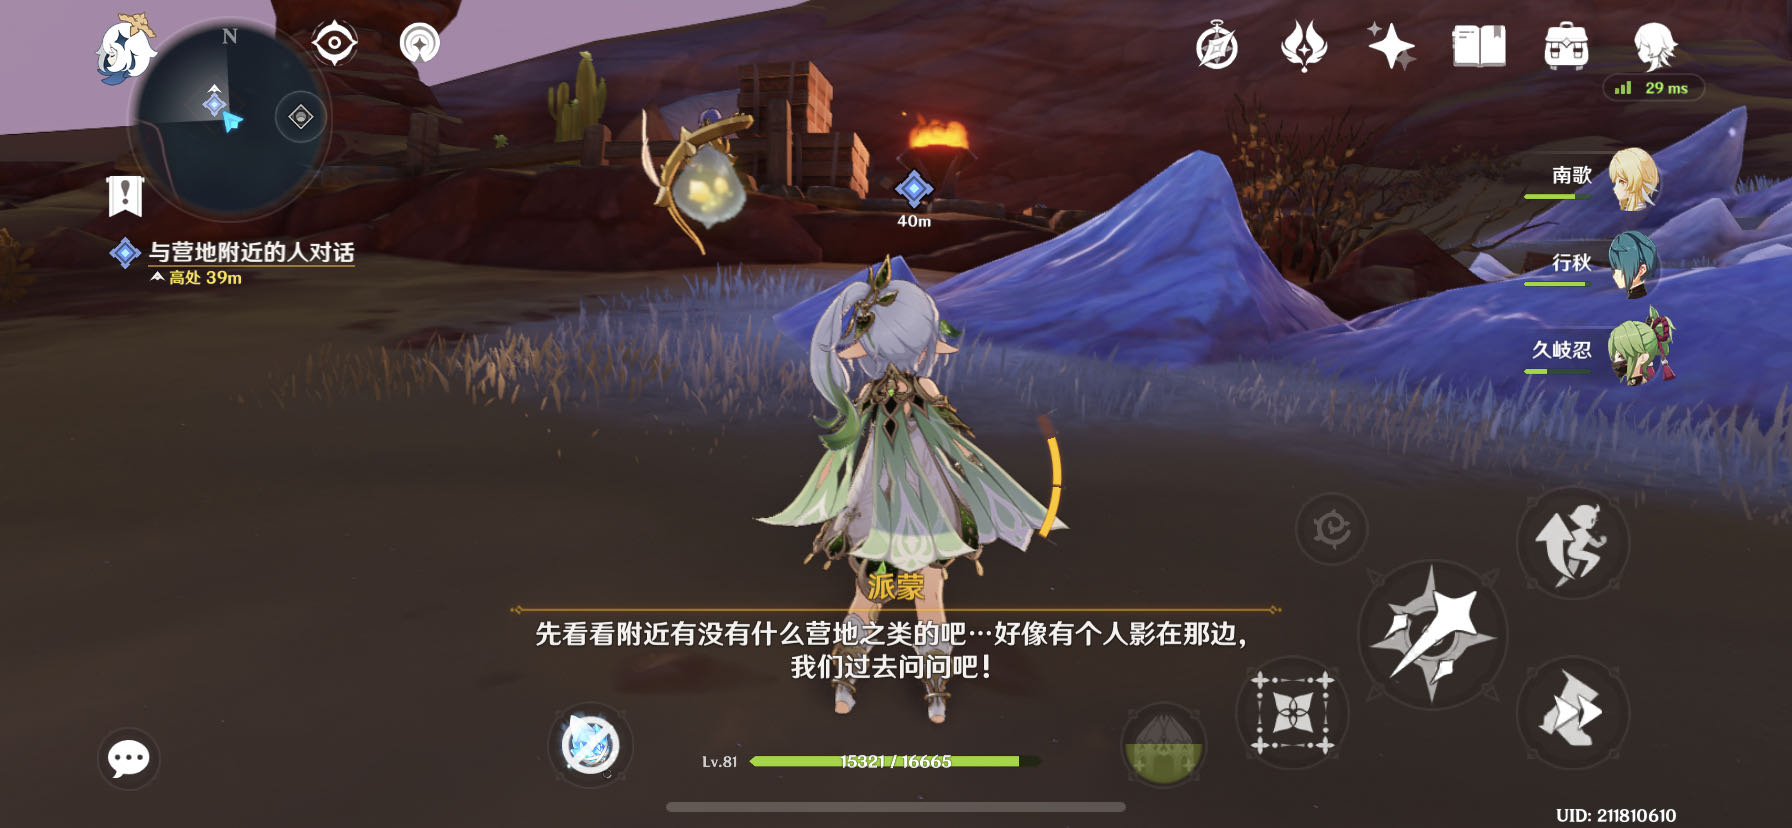 N
29 ms
南歌
40m
与营地附近的人对话
高处 39m
行秋
久岐忍
派蒙
先看看附近有没有什么营地之类的吧…好像有个人影在那边，
我们过去问问吧！
Lv.81
15321 / 16665
UID: 211810610